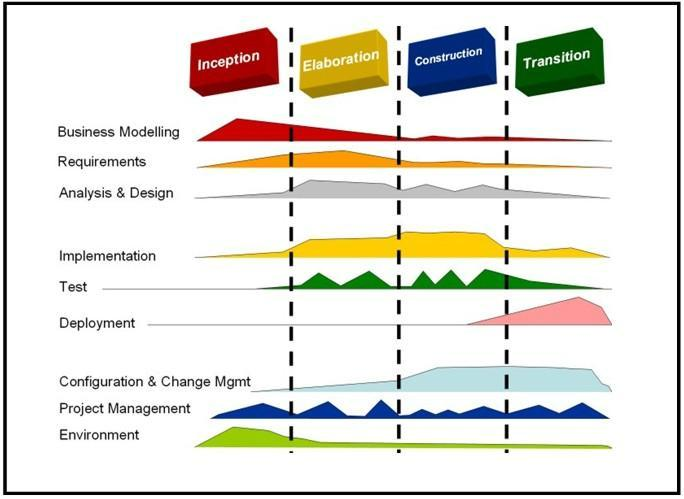 Inception
Elaboration
Construction
Transition
Business Modelling
Requirements
Analysis & Design
Implementation
Test
Deployment
Configuration & Change Mgmt
Project Management
Environment